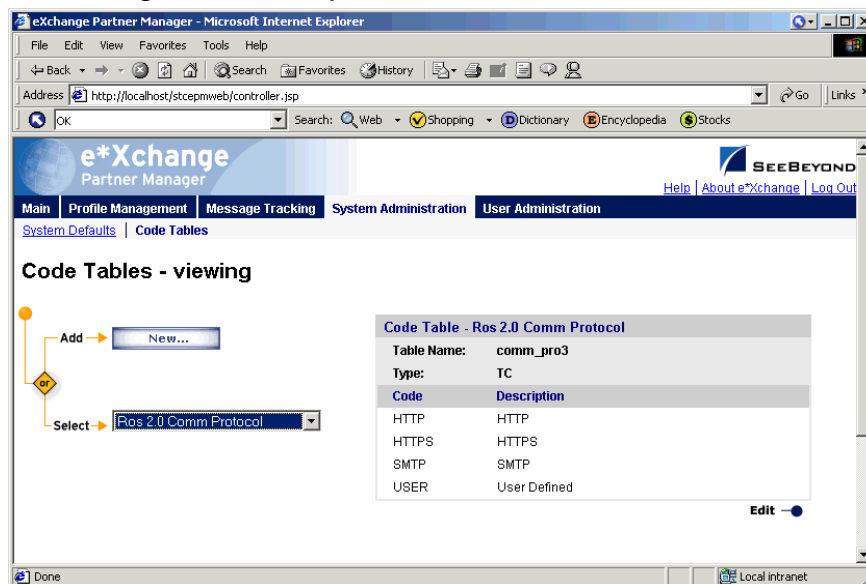 eXchange Partner Manager - Microsoft Internet Explorer
File Edit View Favorites Tools Help
Back Search Favorites History
Address http://localhost/stcepmweb/controller.jsp Go Links »
OK Search: Web Shopping Dictionary Encyclopedia Stocks
e*Xchange
Partner Manager
SEEBEYOND
Help | About e*Xchange | Log Out
Main Profile Management Message Tracking System Administration User Administration
System Defaults | Code Tables
Code Tables - viewing
Add New...
or
Select Ros 2.0 Comm Protocol
Code Table - Ros 2.0 Comm Protocol
Table Name: comm_pro3
Type: TC
Code Description
HTTP HTTP
HTTPS HTTPS
SMTP SMTP
USER User Defined
Edit
Done Local intranet